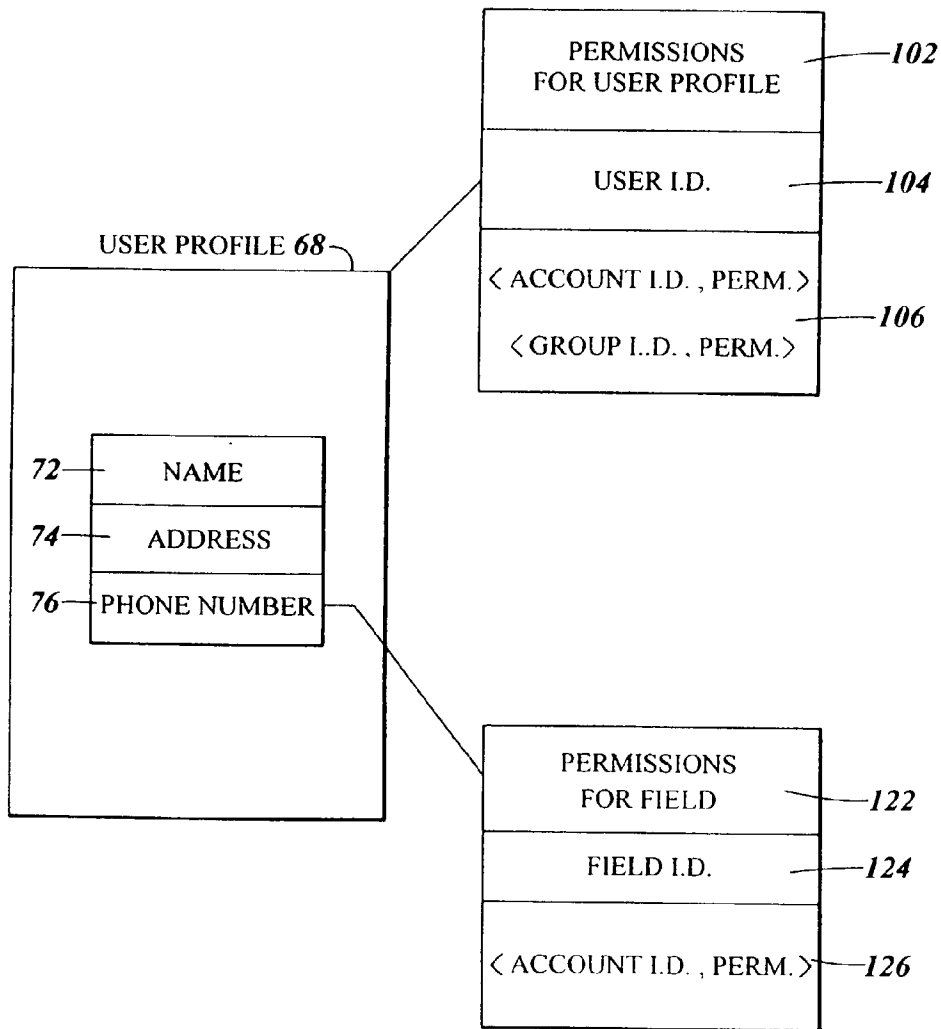 PERMISSIONS
FOR USER PROFILE
102
USER I.D.
104
<ACCOUNT I.D. , PERM.>
<GROUP I..D. , PERM.>
106
USER PROFILE 68
72
NAME
74
ADDRESS
76
PHONE NUMBER
PERMISSIONS
FOR FIELD
122
FIELD I.D.
124
<ACCOUNT I.D. , PERM.>
126